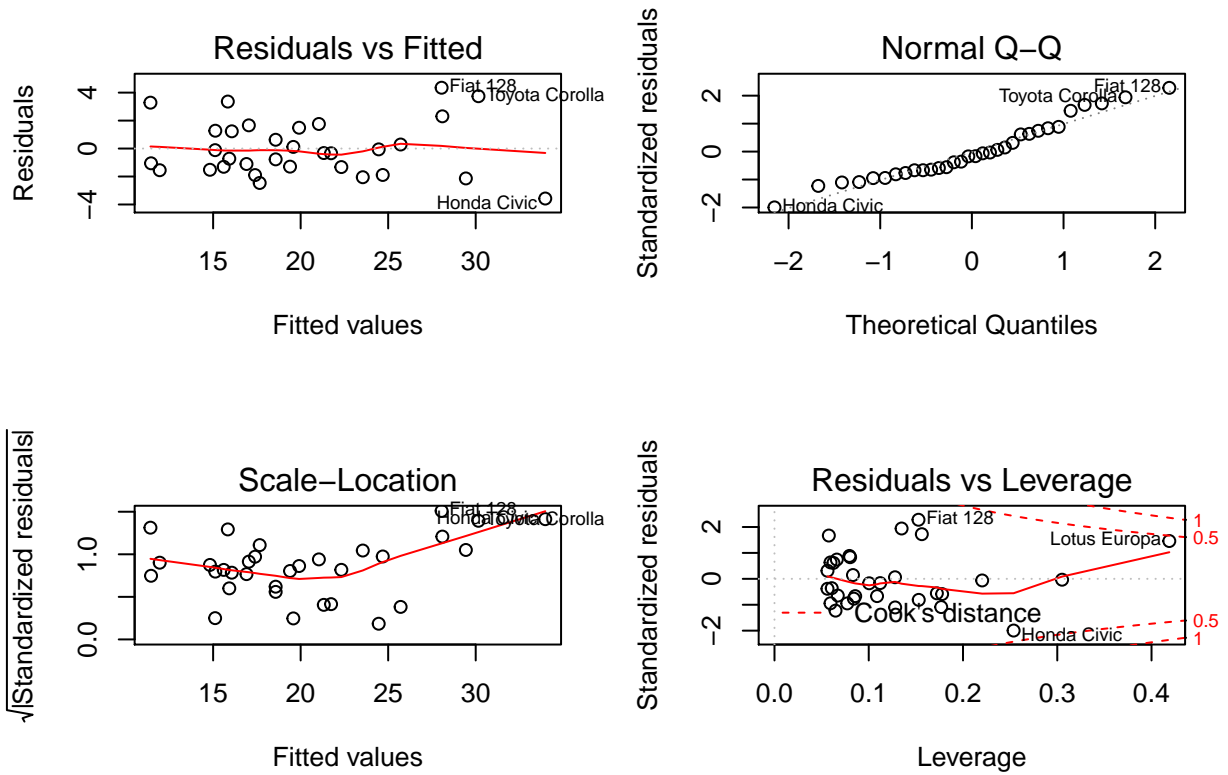 Residuals vs Fitted
Residuals
4
0
−4
Fiat 128
Toyota Corolla
Honda Civic
15 20 25 30
Fitted values
Normal Q−Q
Standardized residuals
2
0
−2
Fiat 128
Toyota Corolla
Honda Civic
−2 −1 0 1 2
Theoretical Quantiles
Scale−Location
√|Standardized residuals|
1.0
0.0
Fiat 128
Honda Civic
Toyota Corolla
15 20 25 30
Fitted values
Residuals vs Leverage
Standardized residuals
2
0
−2
Fiat 128
Lotus Europa
Honda Civic
Cook's distance
1
0.5
0.5
1
0.0 0.1 0.2 0.3 0.4
Leverage